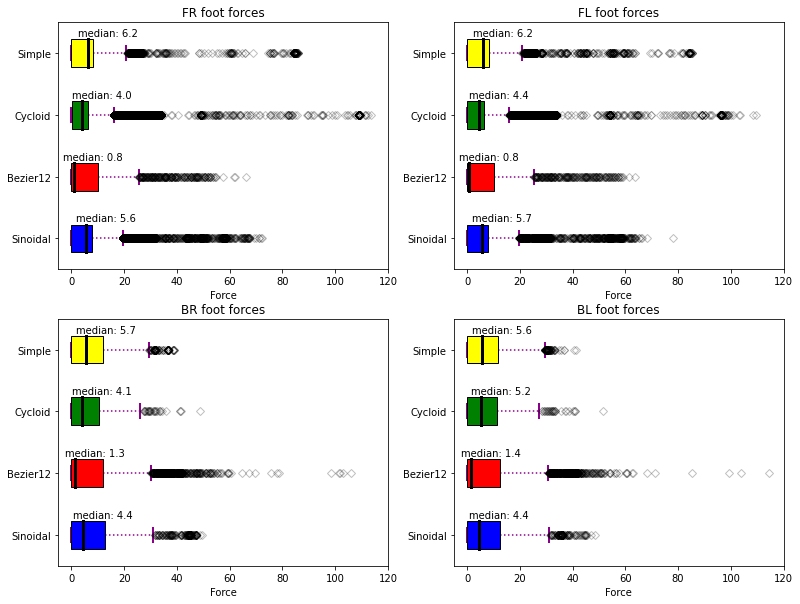 FR foot forces
Simple
median: 6.2
Cycloid
median: 4.0
Bezier12
median: 0.8
Sinoidal
median: 5.6
0 20 40 60 80 100 120
Force
FL foot forces
Simple
median: 6.2
Cycloid
median: 4.4
Bezier12
median: 0.8
Sinoidal
median: 5.7
0 20 40 60 80 100 120
Force
BR foot forces
Simple
median: 5.7
Cycloid
median: 4.1
Bezier12
median: 1.3
Sinoidal
median: 4.4
0 20 40 60 80 100 120
Force
BL foot forces
Simple
median: 5.6
Cycloid
median: 5.2
Bezier12
median: 1.4
Sinoidal
median: 4.4
0 20 40 60 80 100 120
Force